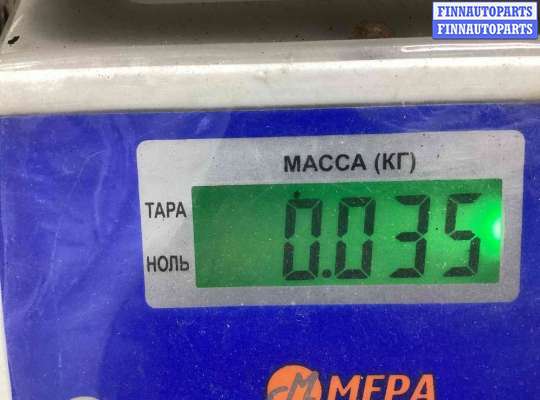 FINNAUTOPARTS
FINNAUTOPARTS
МАССА (КГ)
ТАРА
0.035
НОЛЬ
МЕРА